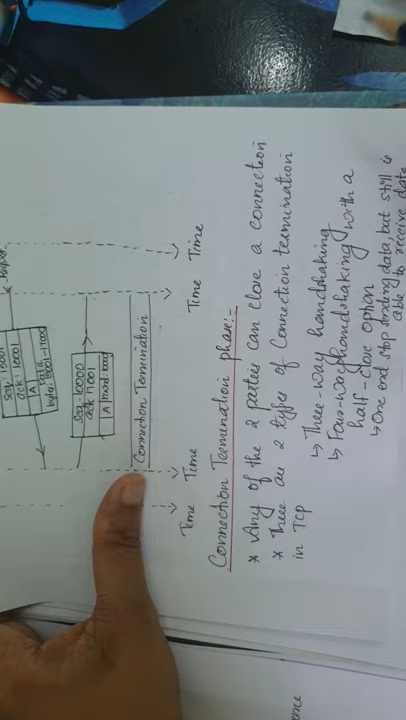 seq: 15001
ack: 10001
A
data
bytes: 15001-17000
seq: 10000
ack: 17001
A
rwnd: 10000
Connection Termination
Time
Time
Time
Time
Connection Termination phase:-
* Any of the 2 parties can close a connection
* There are 2 types of Connection termination
in TCP
↳ Three-way handshaking
↳ Four-way handshaking with a
half-close option
↳ One end stop sending data but still is
able to receive data